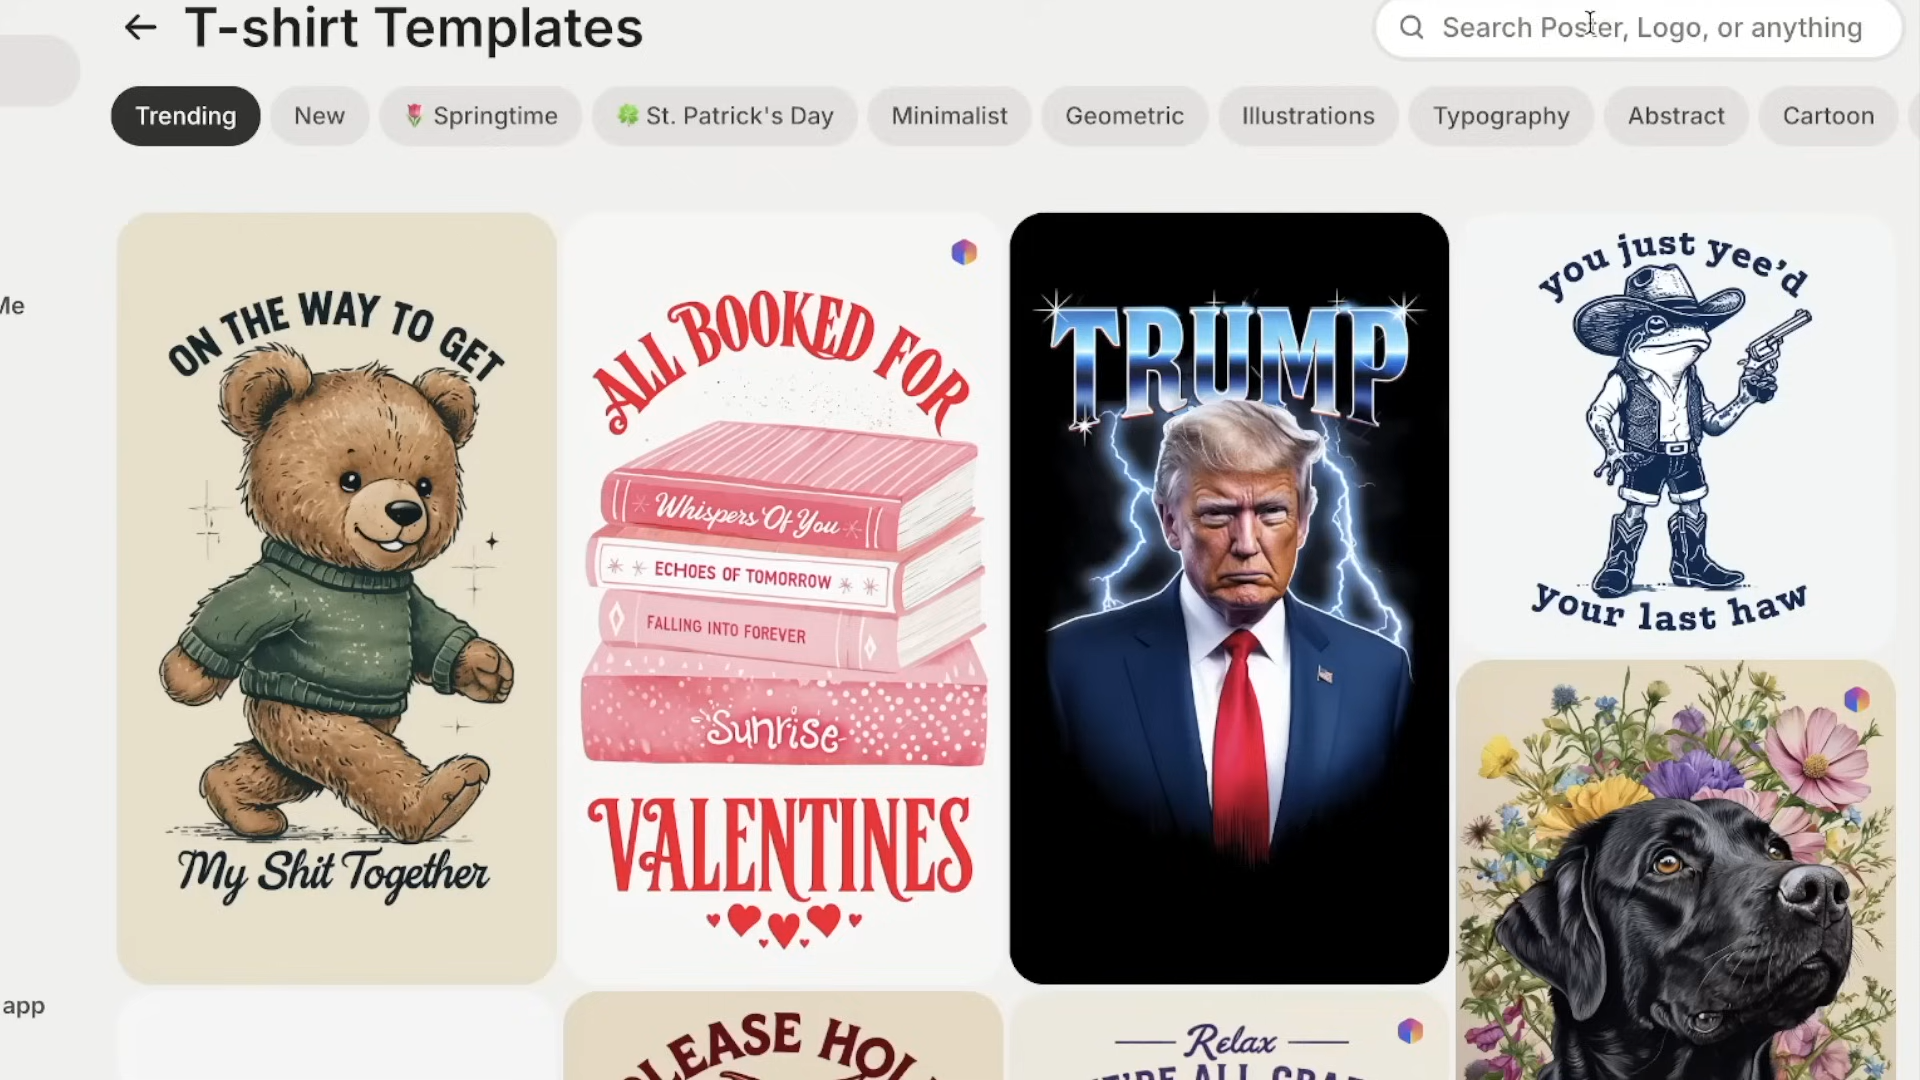 T-shirt Templates
Search Poster, Logo, or anything
Trending
New
Springtime
St. Patrick's Day
Minimalist
Geometric
Illustrations
Typography
Abstract
Cartoon
Me
app
ON THE WAY TO GET
My Shit Together
ALL BOOKED FOR
Whispers Of You
ECHOES OF TOMORROW
FALLING INTO FOREVER
Sunrise
VALENTINES
TRUMP
you just yee'd
your last haw
Relax